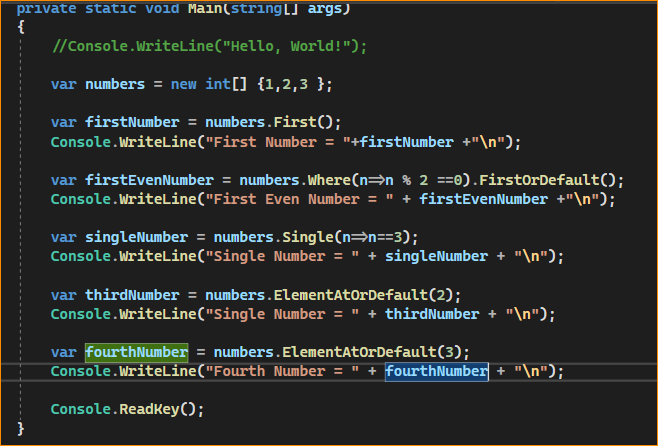 private static void Main(string[] args)
{
//Console.WriteLine("Hello, World!");
var numbers = new int[] {1,2,3 };
var firstNumber = numbers.First();
Console.WriteLine("First Number = "+firstNumber +"\n");
var firstEvenNumber = numbers.Where(n=>n % 2 ==0).FirstOrDefault();
Console.WriteLine("First Even Number = " + firstEvenNumber +"\n");
var singleNumber = numbers.Single(n=>n==3);
Console.WriteLine("Single Number = " + singleNumber + "\n");
var thirdNumber = numbers.ElementAtOrDefault(2);
Console.WriteLine("Single Number = " + thirdNumber + "\n");
var fourthNumber = numbers.ElementAtOrDefault(3);
Console.WriteLine("Fourth Number = " + fourthNumber + "\n");
Console.ReadKey();
}